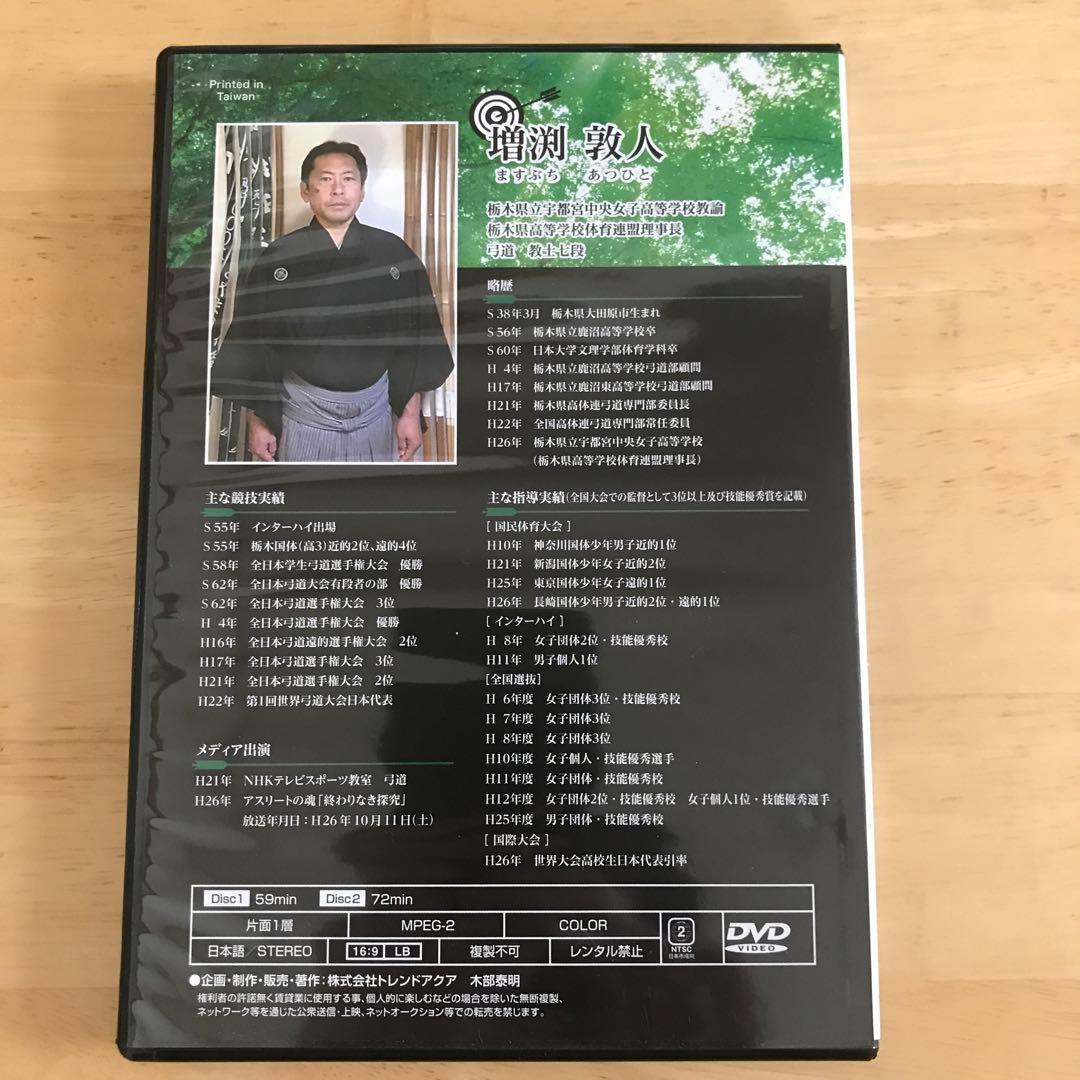 Printed in
Taiwan
増渕 敦人
ますぶち あつひと
栃木県立宇都宮中央女子高等学校教諭
栃木県高等学校体育連盟理事長
弓道 教士七段
略歴
S 38年3月 栃木県大田原市生まれ
S 56年 栃木県立鹿沼高等学校卒
S 60年 日本大学文理学部体育学科卒
H 4年 栃木県立鹿沼高等学校弓道部顧問
H17年 栃木県立鹿沼東高等学校弓道部顧問
H21年 栃木県高体連弓道専門部委員長
H22年 全国高体連弓道専門部常任委員
H26年 栃木県立宇都宮中央女子高等学校
(栃木県高等学校体育連盟理事長)
主な競技実績
S 55年 インターハイ出場
S 55年 栃木国体(高3)近的2位、遠的4位
S 58年 全日本学生弓道選手権大会 優勝
S 62年 全日本弓道大会有段者の部 優勝
S 62年 全日本弓道選手権大会 3位
H 4年 全日本弓道選手権大会 優勝
H16年 全日本弓道遠的選手権大会 2位
H17年 全日本弓道選手権大会 3位
H21年 全日本弓道選手権大会 2位
H22年 第1回世界弓道大会日本代表
メディア出演
H21年 NHKテレビスポーツ教室 弓道
H26年 アスリートの魂「終わりなき探究」
放送年月日:H26年10月11日(土)
主な指導実績(全国大会での監督として3位以上及び技能優秀賞を記載)
[ 国民体育大会 ]
H10年 神奈川国体少年男子近的1位
H21年 新潟国体少年女子近的2位
H25年 東京国体少年女子遠的1位
H26年 長崎国体少年男子近的2位・遠的1位
[ インターハイ ]
H 8年 女子団体2位・技能優秀校
H11年 男子個人1位
[全国選抜]
H 6年度 女子団体3位・技能優秀校
H 7年度 女子団体3位
H 8年度 女子団体3位
H10年度 女子個人・技能優秀選手
H11年度 女子団体・技能優秀校
H12年度 女子団体2位・技能優秀校 女子個人1位・技能優秀選手
H25年度 男子団体・技能優秀校
[ 国際大会 ]
H26年 世界大会高校生日本代表引率
Disc1 59min Disc2 72min
片面1層 MPEG-2 COLOR
日本語/STEREO 16:9 LB 複製不可 レンタル禁止
2
NTSC
日本市場向
DVD
VIDEO
●企画・制作・販売・著作:株式会社トレンドアクア 木部泰明
権利者の許諾無く賃貸業に使用する事、個人的に楽しむなどの場合を除いた無断複製、
ネットワーク等を通じた公衆送信・上映、ネットオークション等での転売を禁じます。